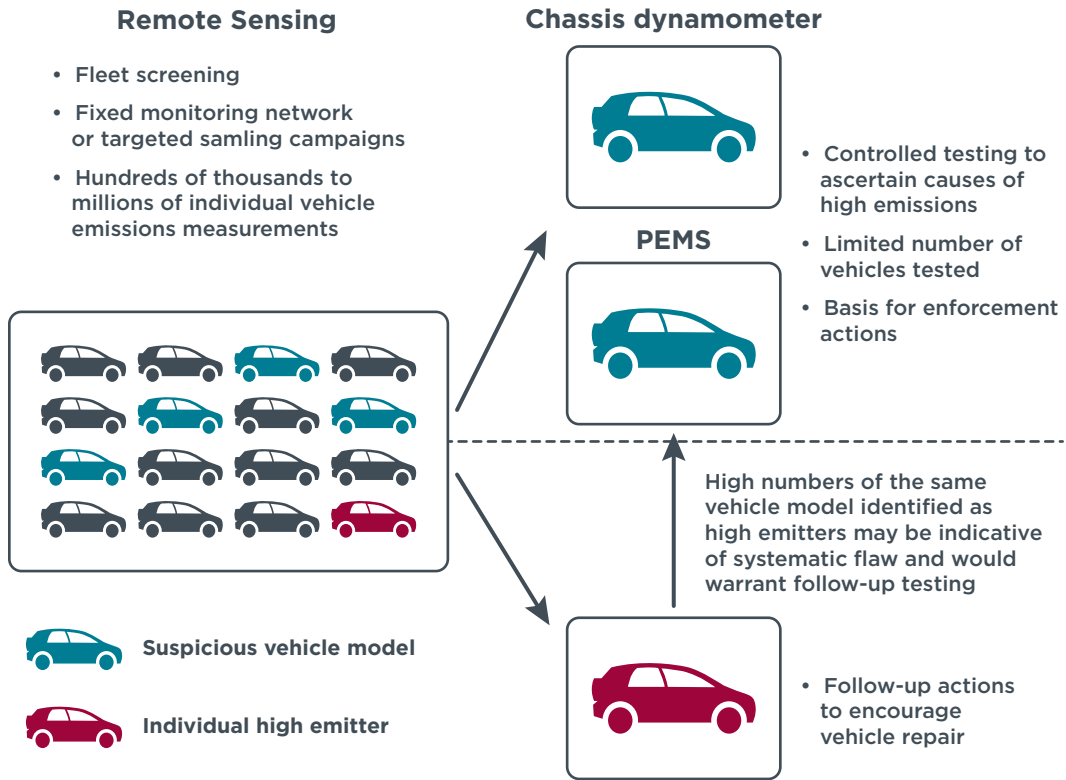 Remote Sensing
• Fleet screening
• Fixed monitoring network
or targeted samling campaigns
• Hundreds of thousands to
millions of individual vehicle
emissions measurements
Chassis dynamometer
PEMS
• Controlled testing to
ascertain causes of
high emissions
• Limited number of
vehicles tested
• Basis for enforcement
actions
High numbers of the same
vehicle model identified as
high emitters may be indicative
of systematic flaw and would
warrant follow-up testing
Suspicious vehicle model
Individual high emitter
• Follow-up actions
to encourage
vehicle repair